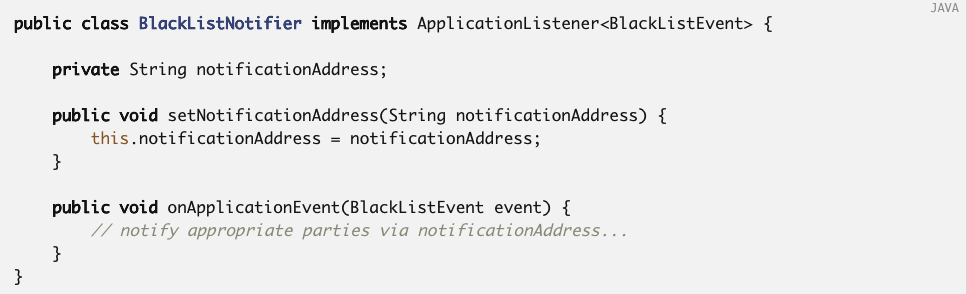 JAVA
public class BlackListNotifier implements ApplicationListener<BlackListEvent> {
    private String notificationAddress;
    public void setNotificationAddress(String notificationAddress) {
        this.notificationAddress = notificationAddress;
    }
    public void onApplicationEvent(BlackListEvent event) {
        // notify appropriate parties via notificationAddress...
    }
}